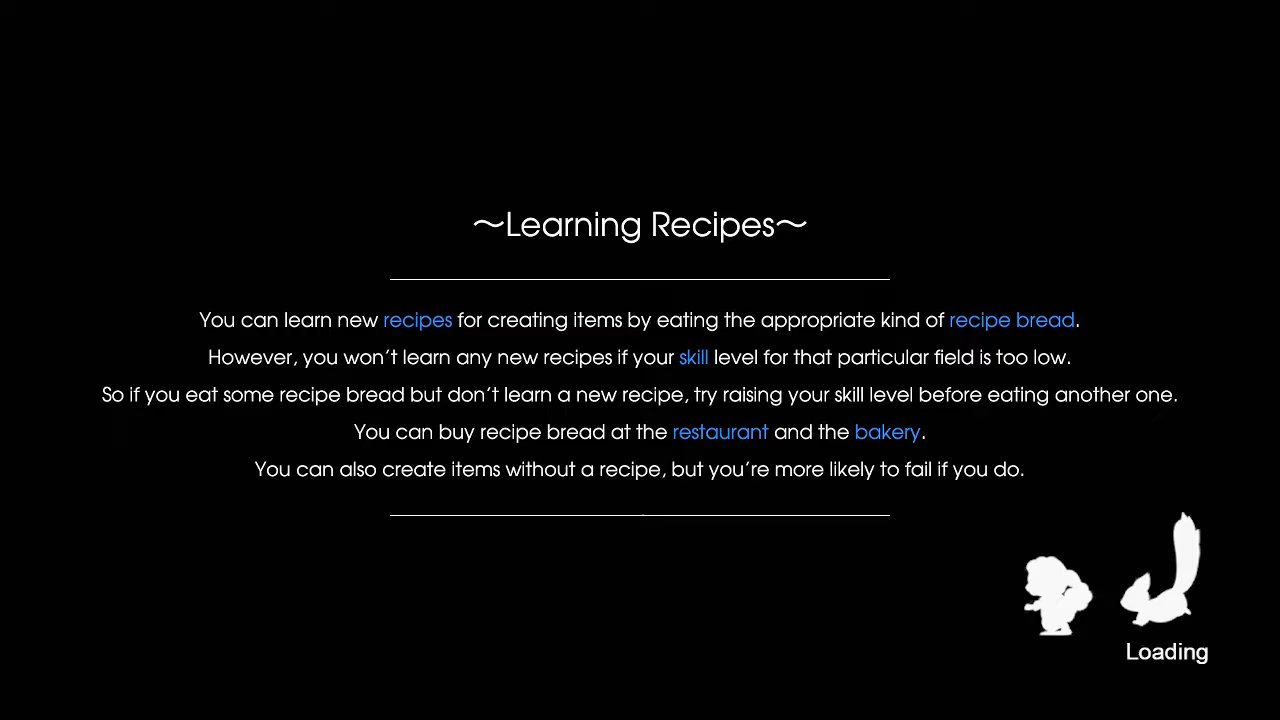 ～Learning Recipes～
You can learn new recipes for creating items by eating the appropriate kind of recipe bread.
However, you won't learn any new recipes if your skill level for that particular field is too low.
So if you eat some recipe bread but don't learn a new recipe, try raising your skill level before eating another one.
You can buy recipe bread at the restaurant and the bakery.
You can also create items without a recipe, but you're more likely to fail if you do.
Loading